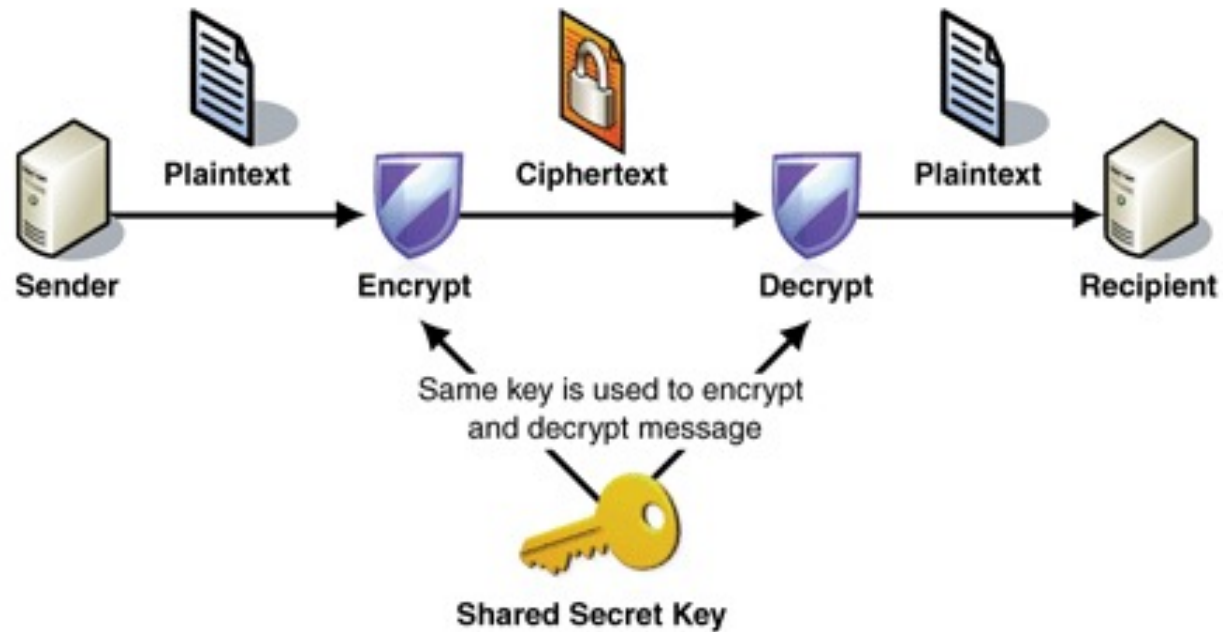 Plaintext
Ciphertext
Plaintext
Sender
Encrypt
Decrypt
Recipient
Same key is used to encrypt
and decrypt message
Shared Secret Key